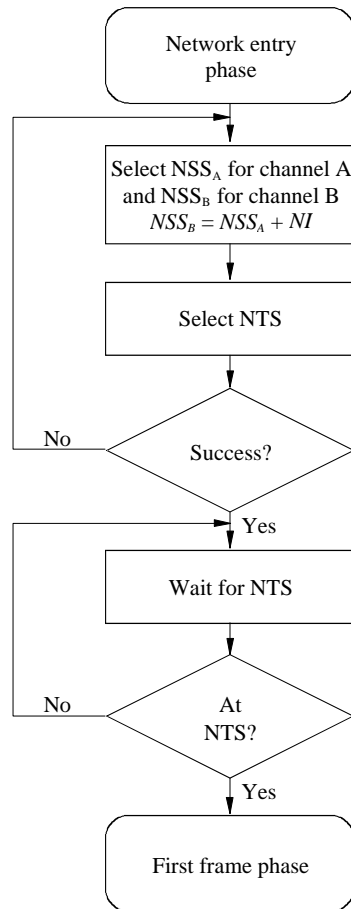 Network entry
phase
Select NSS_A for channel A
and NSS_B for channel B
NSS_B = NSS_A + NI
Select NTS
No
Success?
Yes
Wait for NTS
No
At
NTS?
Yes
First frame phase